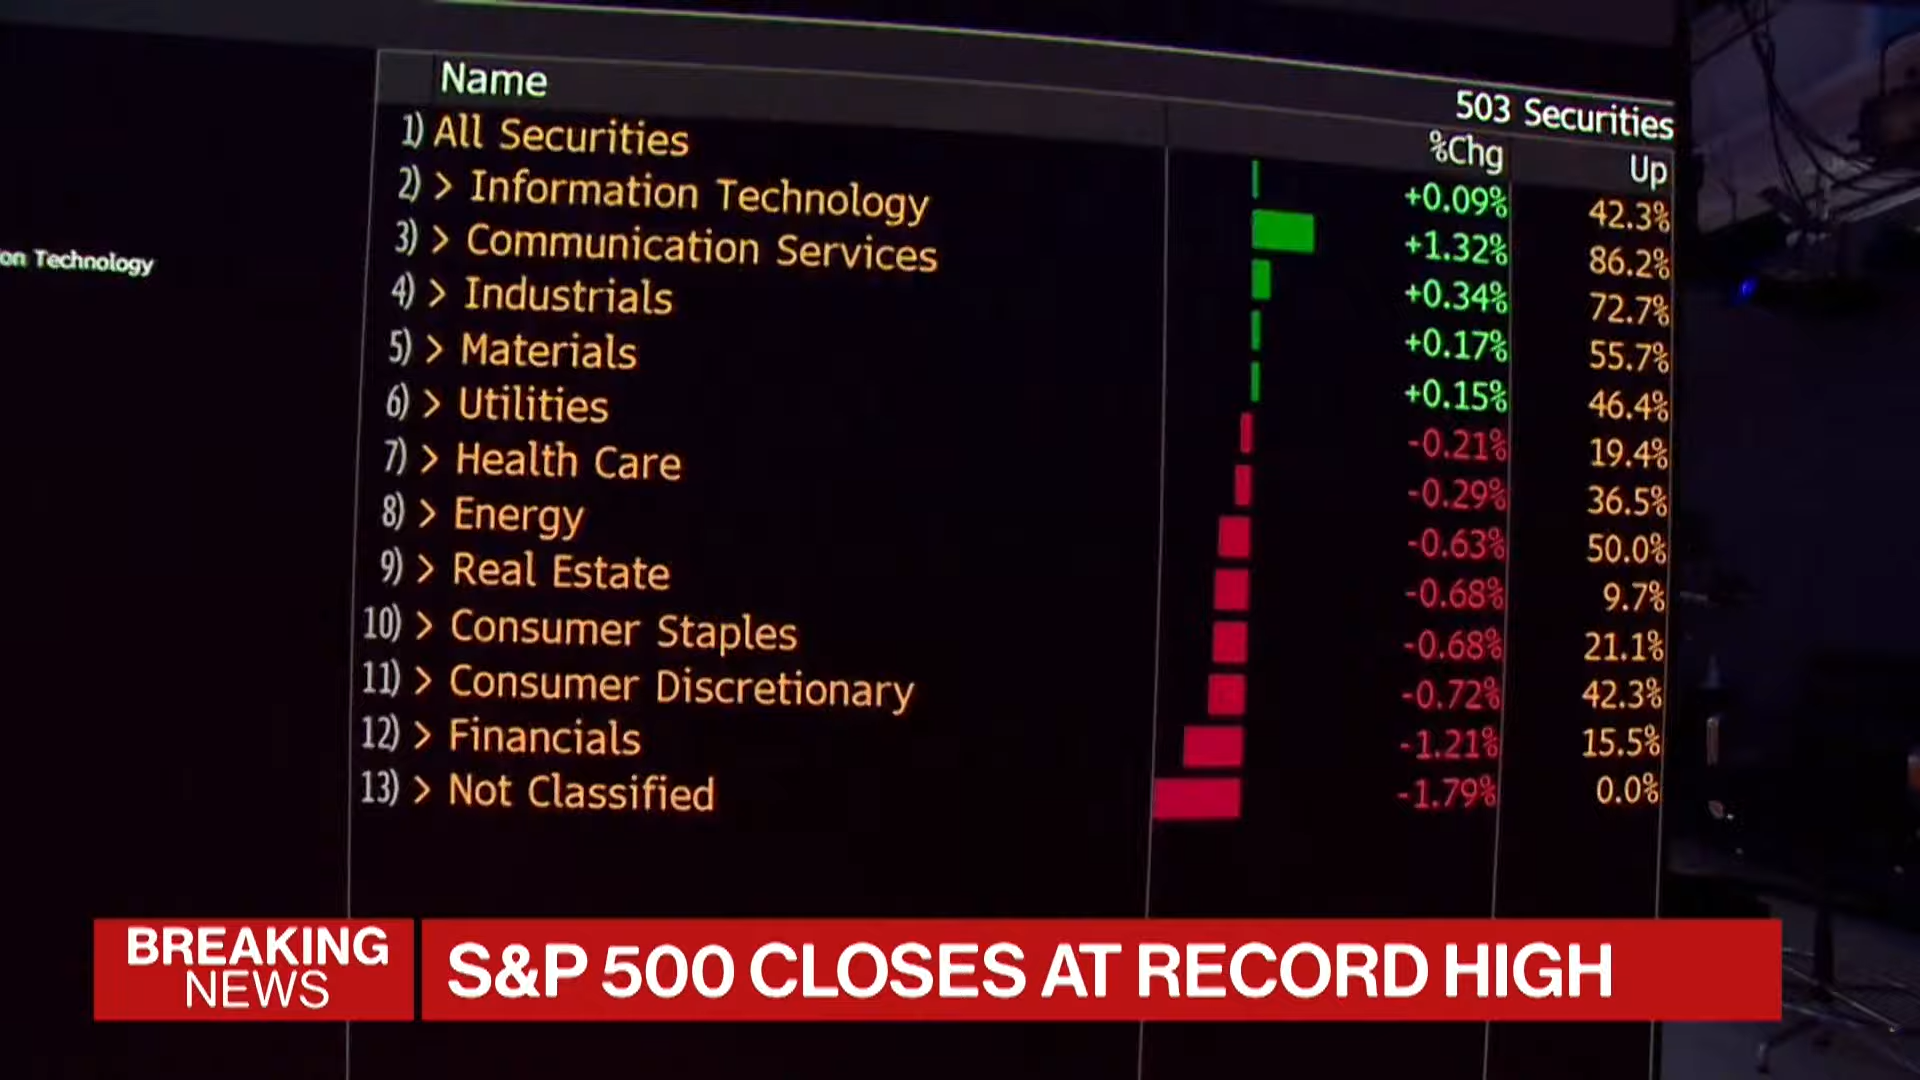 Name
503 Securities
%Chg Up
1) All Securities +0.09% 42.3%
2) > Information Technology +1.32% 86.2%
3) > Communication Services +0.34% 72.7%
4) > Industrials +0.17% 55.7%
5) > Materials +0.15% 46.4%
6) > Utilities -0.21% 19.4%
7) > Health Care -0.29% 36.5%
8) > Energy -0.63% 50.0%
9) > Real Estate -0.68% 9.7%
10) > Consumer Staples -0.68% 21.1%
11) > Consumer Discretionary -0.72% 42.3%
12) > Financials -1.21% 15.5%
13) > Not Classified -1.79% 0.0%
on Technology
BREAKING
NEWS
S&P 500 CLOSES AT RECORD HIGH